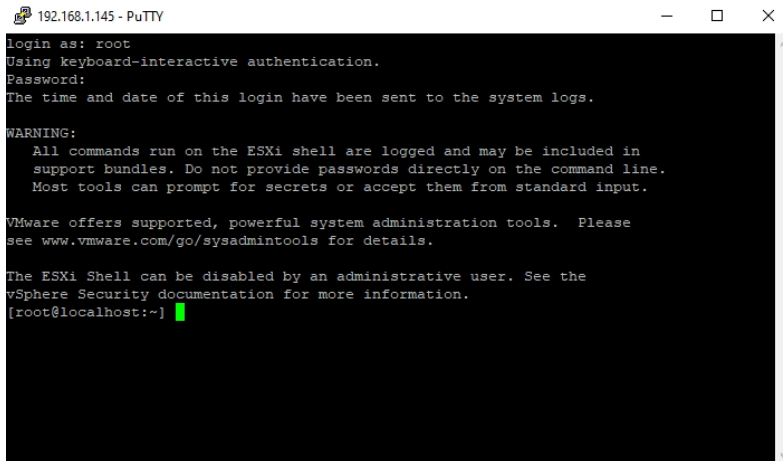 192.168.1.145 - PuTTY
login as: root
Using keyboard-interactive authentication.
Password:
The time and date of this login have been sent to the system logs.
WARNING:
   All commands run on the ESXi shell are logged and may be included in
   support bundles. Do not provide passwords directly on the command line.
   Most tools can prompt for secrets or accept them from standard input.
VMware offers supported, powerful system administration tools.  Please
see www.vmware.com/go/sysadmintools for details.
The ESXi Shell can be disabled by an administrative user. See the
vSphere Security documentation for more information.
[root@localhost:~]